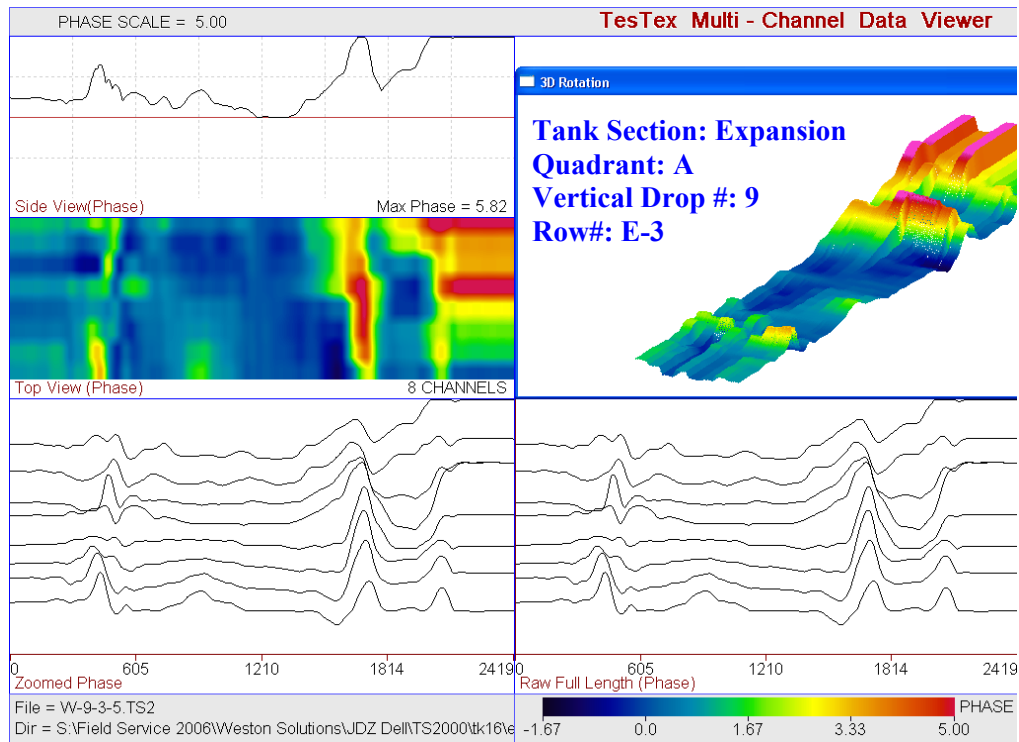 PHASE SCALE = 5.00
TesTex Multi - Channel Data Viewer
3D Rotation
Tank Section: Expansion
Quadrant: A
Vertical Drop #: 9
Row#: E-3
Side View(Phase)
Max Phase = 5.82
Top View (Phase)
8 CHANNELS
0 605 1210 1814 2419
Zoomed Phase
0 605 1210 1814 2419
Raw Full Length (Phase)
File = W-9-3-5.TS2
Dir = S:\Field Service 2006\Weston Solutions\JDZ Dell\TS2000\tk16\e
PHASE
-1.67 0.0 1.67 3.33 5.00